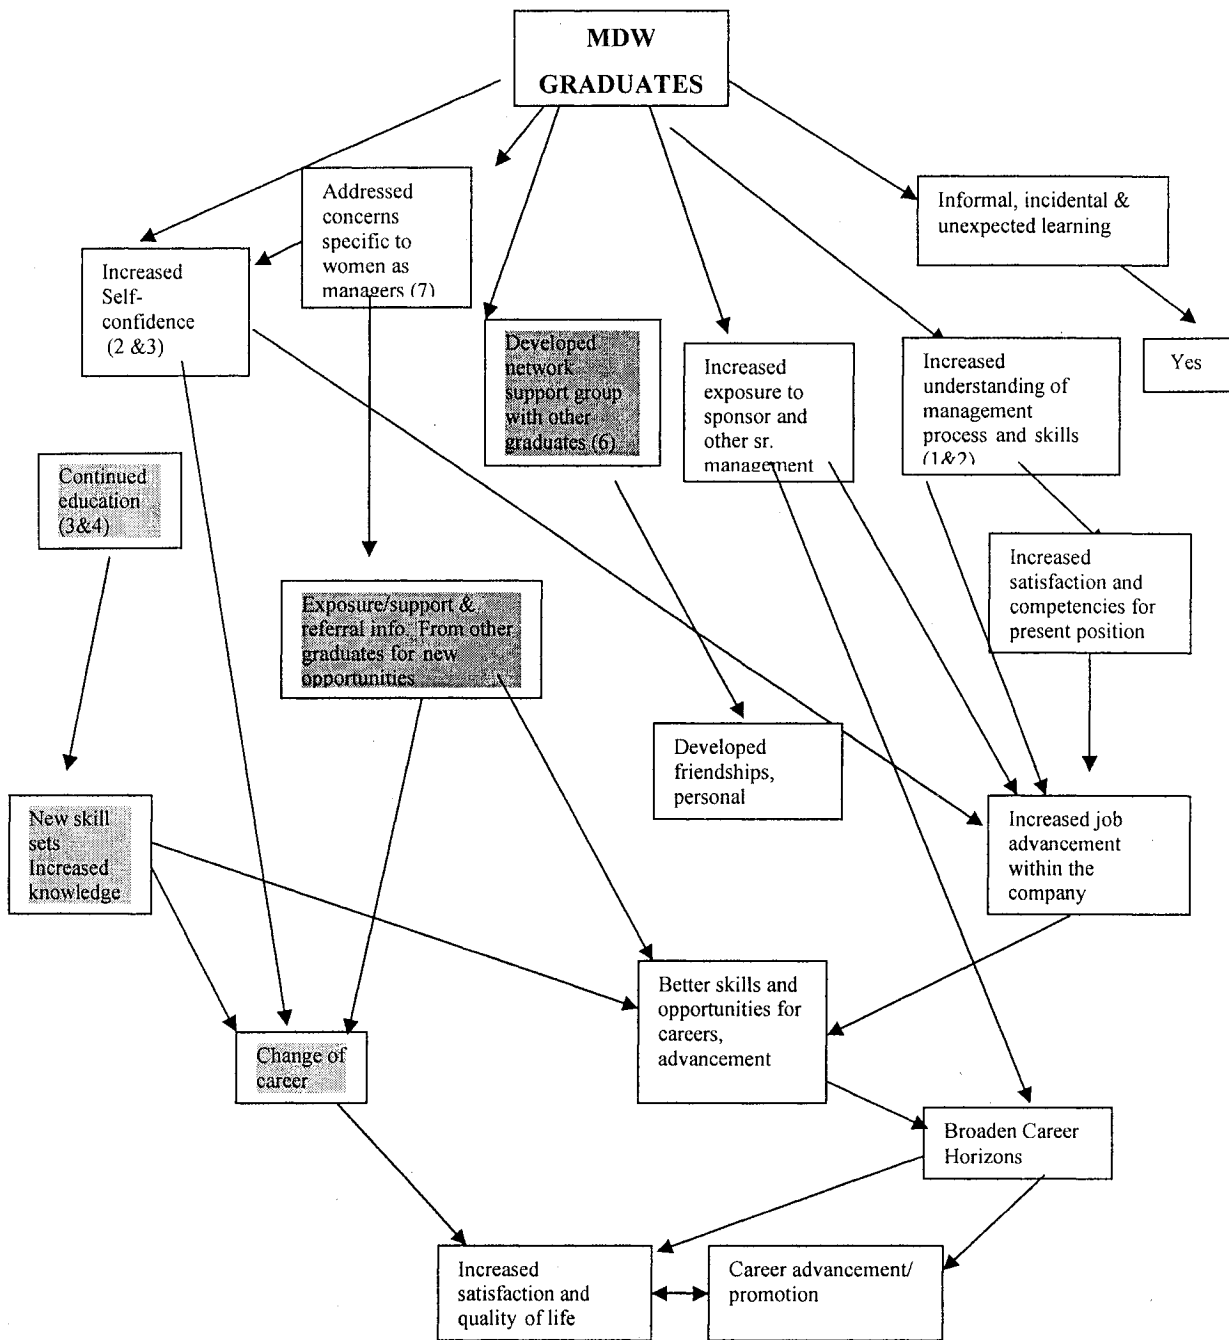 MDW
GRADUATES
Addressed
concerns
specific to
women as
managers (7)
Informal, incidental &
unexpected learning
Increased
Self-
confidence
(2 &3)
Developed
network
support group
with other
graduates (6)
Increased
exposure to
sponsor and
other sr.
management
Increased
understanding of
management
process and skills
(1&2)
Yes
Continued
education
(3&4)
Increased
satisfaction and
competencies for
present position
Exposure/support &
referral info. From other
graduates for new
opportunities
Developed
friendships,
personal
New skill
sets
Increased
knowledge
Increased job
advancement
within the
company
Better skills and
opportunities for
careers,
advancement
Change of
career
Broaden Career
Horizons
Increased
satisfaction and
quality of life
Career advancement/
promotion